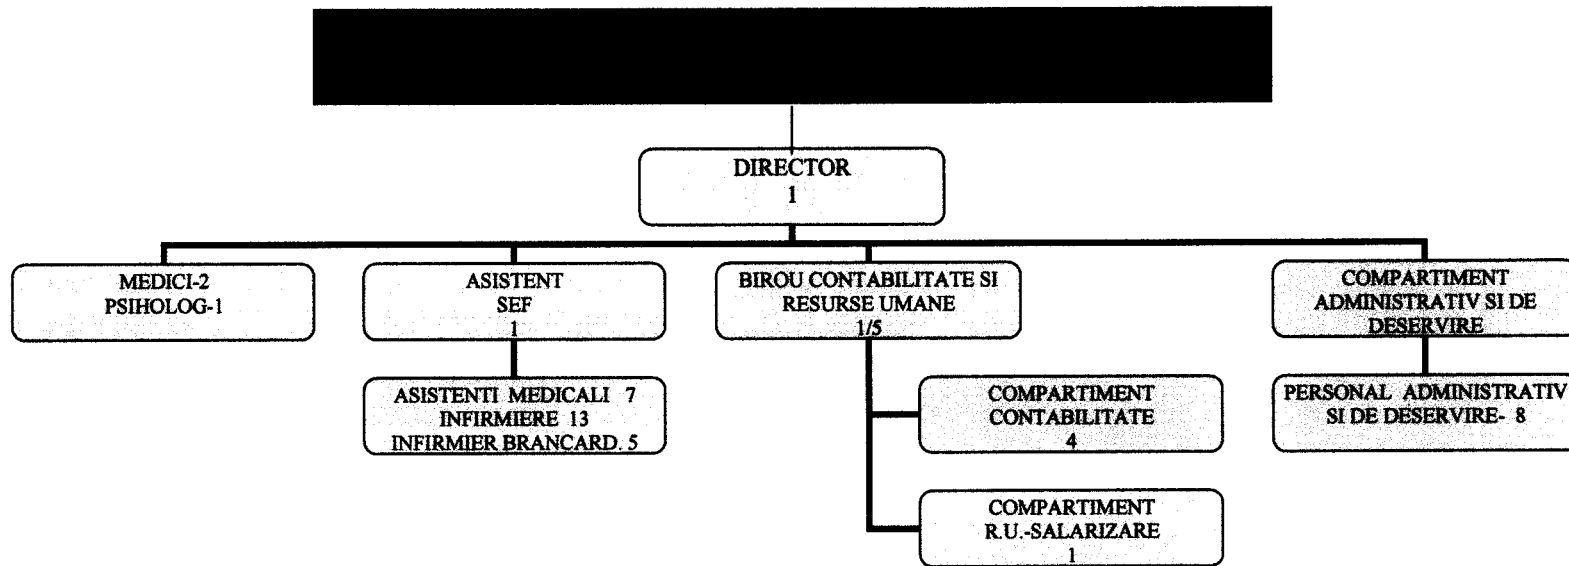 DIRECTOR
1
MEDICI-2
PSIHOLOG-1
ASISTENT
SEF
1
BIROU CONTABILITATE SI
RESURSE UMANE
1/5
COMPARTIMENT
ADMINISTRATIV SI DE
DESERVIRE
ASISTENTI MEDICALI 7
INFIRMIERE 13
INFIRMIER BRANCARD. 5
COMPARTIMENT
CONTABILITATE
4
PERSONAL ADMINISTRATIV
SI DE DESERVIRE- 8
COMPARTIMENT
R.U.-SALARIZARE
1